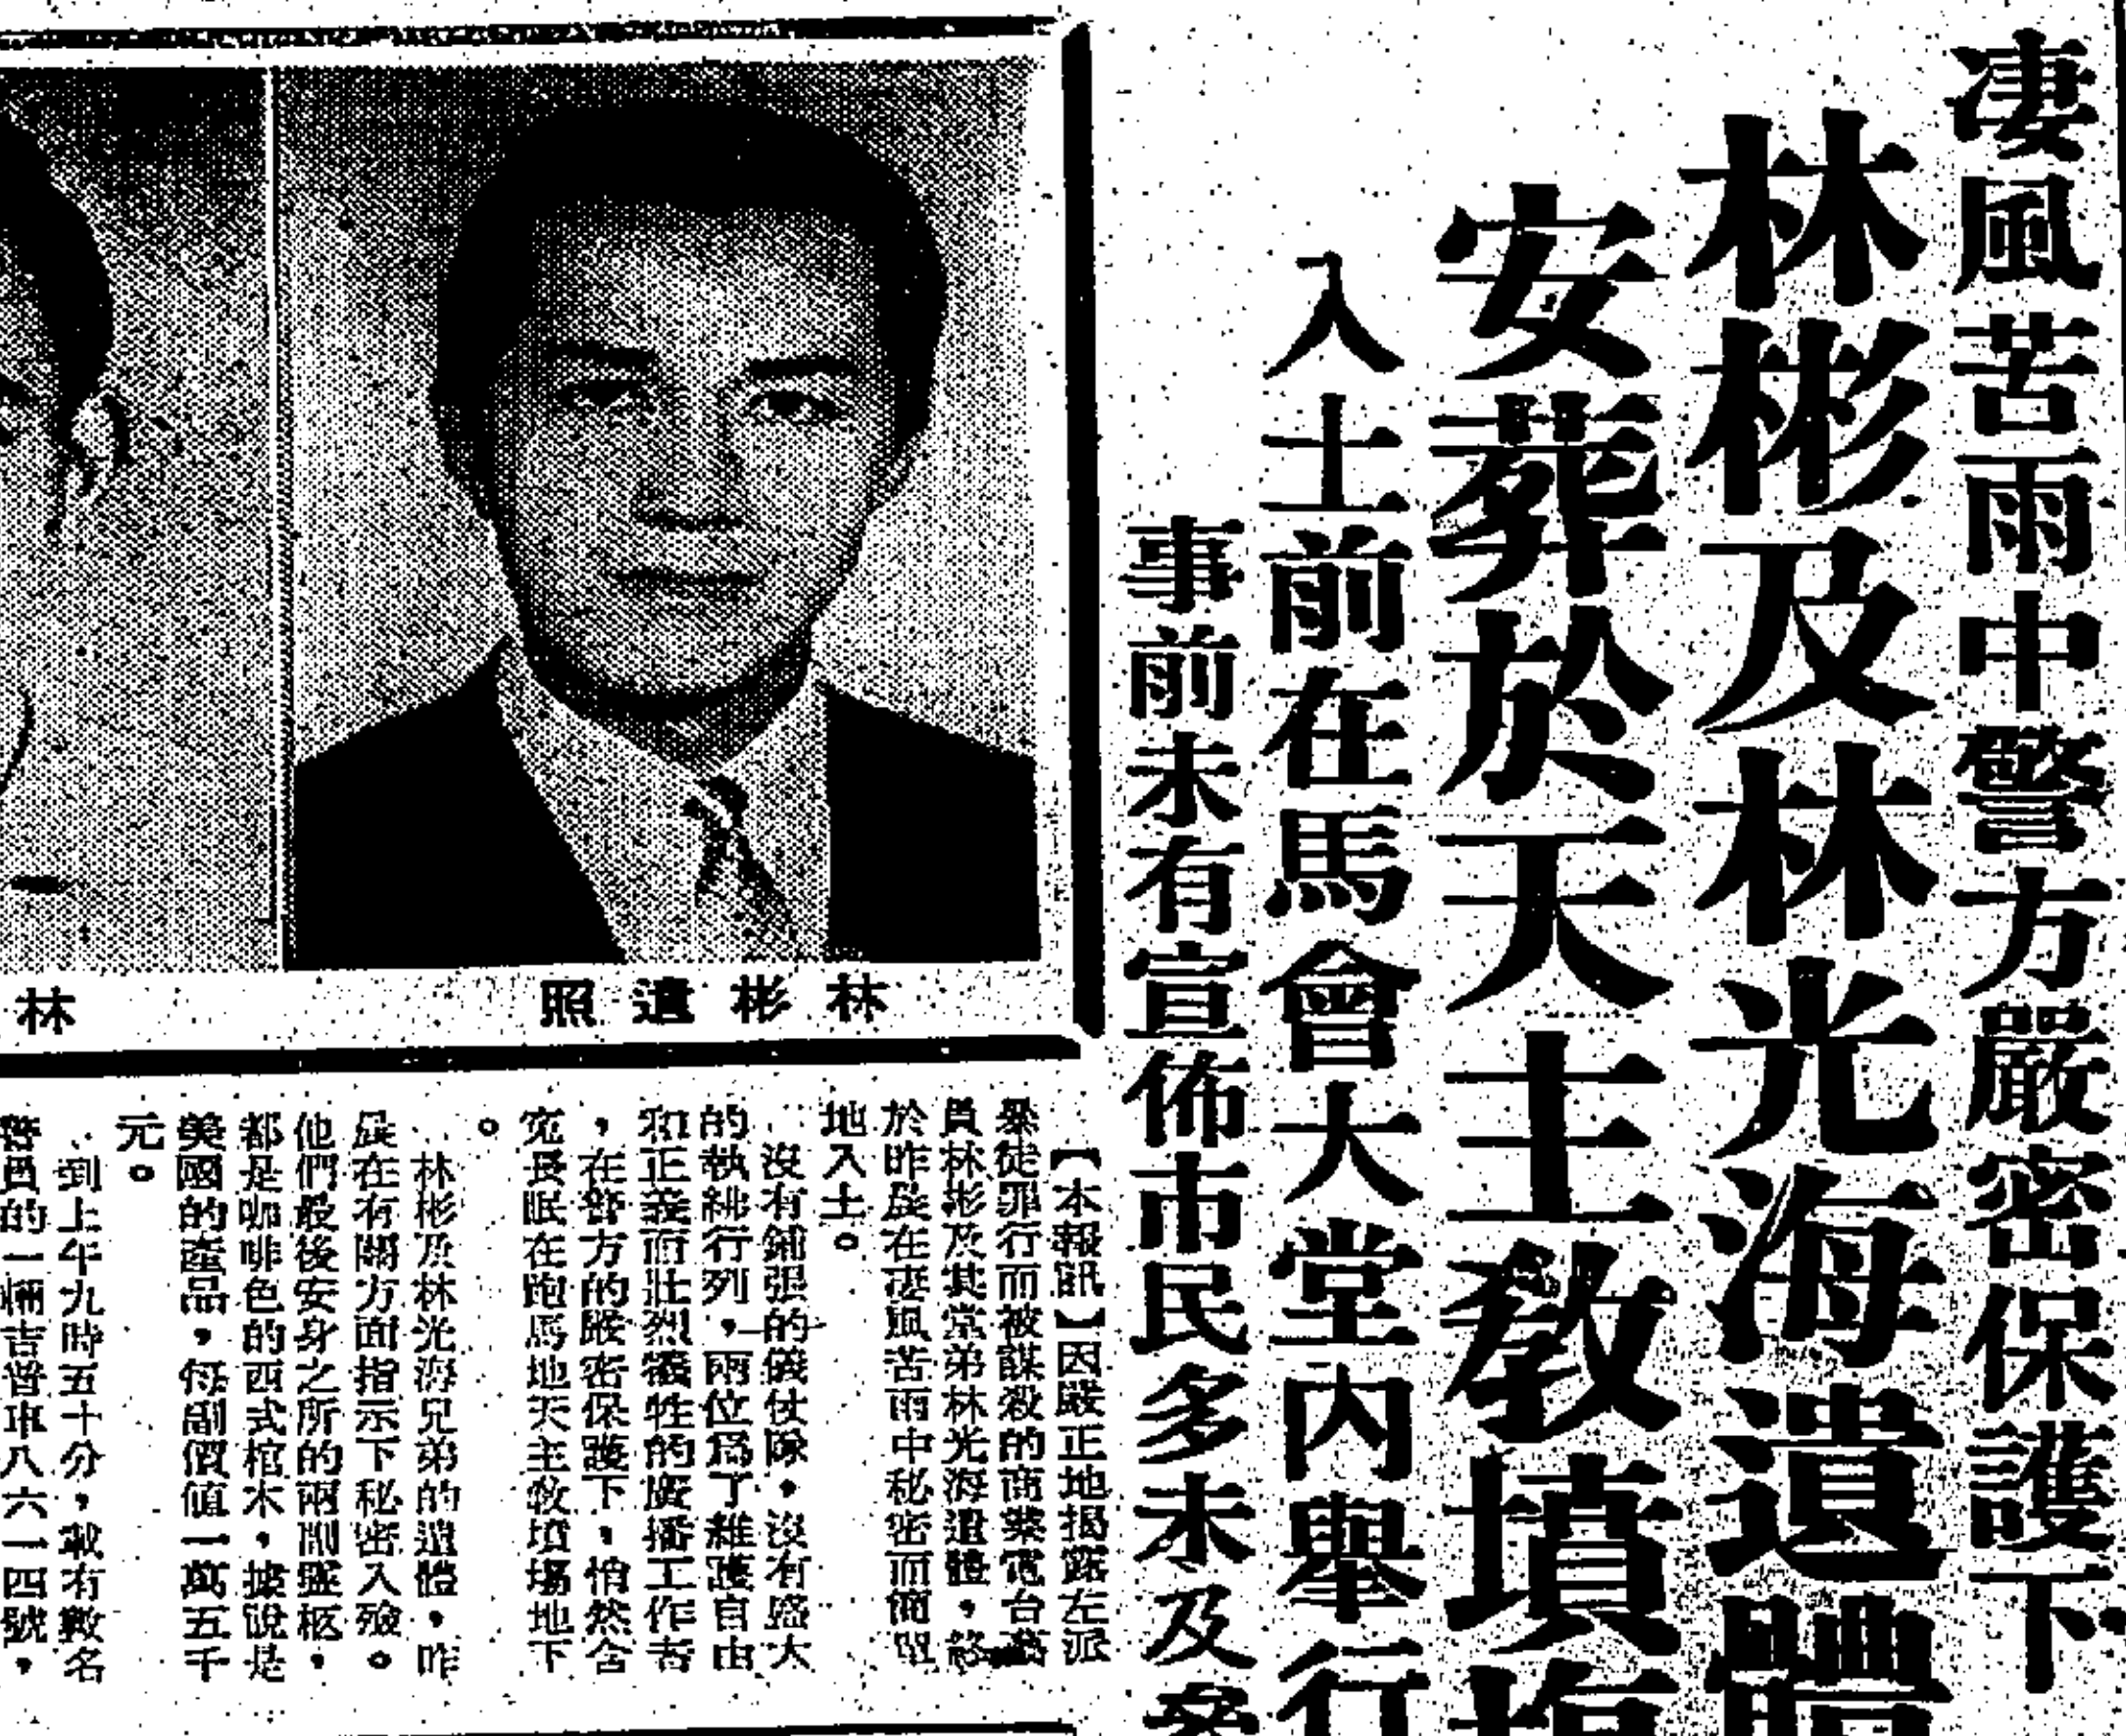 凄風苦雨中警方嚴密保護下
林彬及林光海遺體
安葬於天主教墳塲
入土前在馬會大堂內舉行
事前未有宣佈市民多未及參
林彬遺照
林
【本報訊】因嚴正地揭露左派
暴徒罪行而被謀殺的商業電台播
員林彬及其堂弟林光海遺體，終
於昨晨在凄風苦雨中秘密而簡單
地入土。
沒有鋪張的儀仗隊，沒有盛大
的執紼行列，兩位為了維護自由
和正義而壯烈犧牲的廣播工作者
，在警方的嚴密保護下，悄然含
寃長眠在跑馬地天主教墳塲地下
。
林彬及林光海兄弟的遺體，昨
晨在有關方面指示下秘密入殮。
他們最後安身之所的兩副靈柩，
都是咖啡色的西式棺木，據說是
美國的產品，每副價值一萬五千
元。
到上午九時五十分，載有數名
警員的一輛吉普車八六一四號，